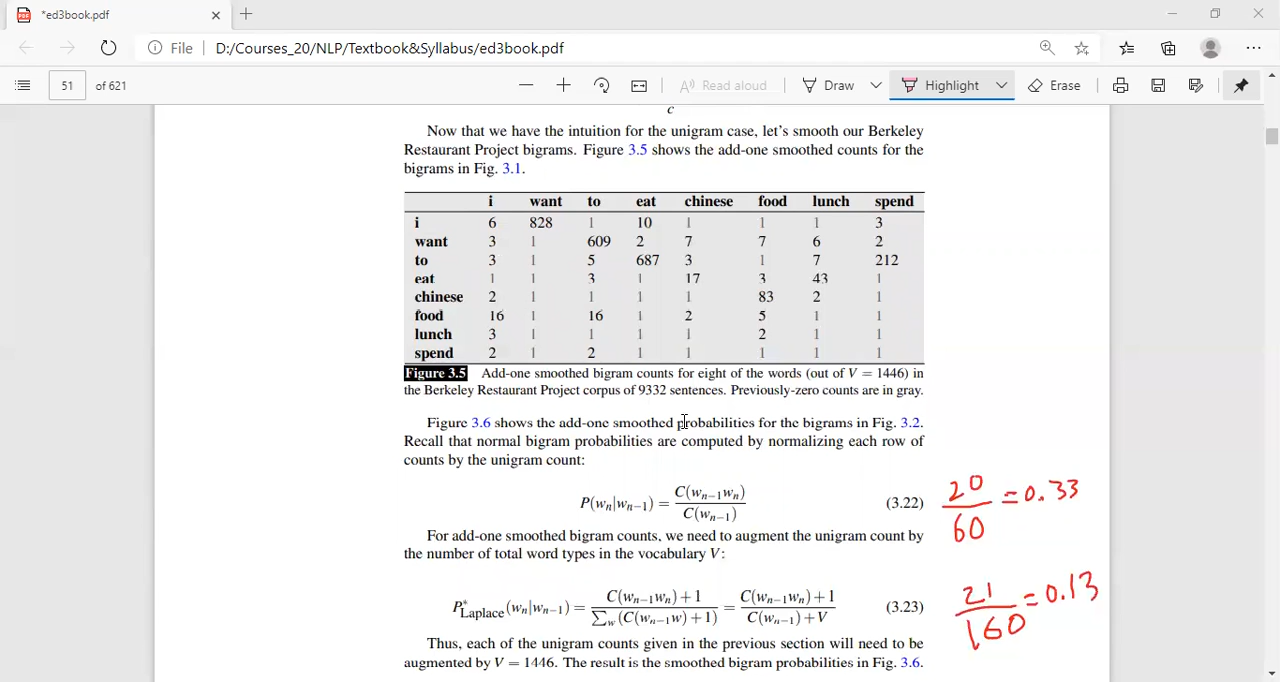 *ed3book.pdf
File D:/Courses_20/NLP/Textbook&Syllabus/ed3book.pdf
51 of 621 Read aloud Draw Highlight Erase
c
Now that we have the intuition for the unigram case, let's smooth our Berkeley
Restaurant Project bigrams. Figure 3.5 shows the add-one smoothed counts for the
bigrams in Fig. 3.1.
i want to eat chinese food lunch spend
i 6 828 1 10 1 1 1 3
want 3 1 609 2 7 7 6 2
to 3 1 5 687 3 1 7 212
eat 1 1 3 1 17 3 43 1
chinese 2 1 1 1 1 83 2 1
food 16 1 16 1 2 5 1 1
lunch 3 1 1 1 1 2 1 1
spend 2 1 2 1 1 1 1 1
Figure 3.5 Add-one smoothed bigram counts for eight of the words (out of V = 1446) in
the Berkeley Restaurant Project corpus of 9332 sentences. Previously-zero counts are in gray.
Figure 3.6 shows the add-one smoothed probabilities for the bigrams in Fig. 3.2.
Recall that normal bigram probabilities are computed by normalizing each row of
counts by the unigram count:
P(wₙ|wₙ₋₁) = C(wₙ₋₁wₙ) / C(wₙ₋₁) (3.22)
20/60 = 0.33
For add-one smoothed bigram counts, we need to augment the unigram count by
the number of total word types in the vocabulary V:
P*Laplace(wₙ|wₙ₋₁) = C(wₙ₋₁wₙ)+1 / ∑w (C(wₙ₋₁w)+1) = C(wₙ₋₁wₙ)+1 / C(wₙ₋₁)+V (3.23)
21/160 = 0.13
Thus, each of the unigram counts given in the previous section will need to be
augmented by V = 1446. The result is the smoothed bigram probabilities in Fig. 3.6.